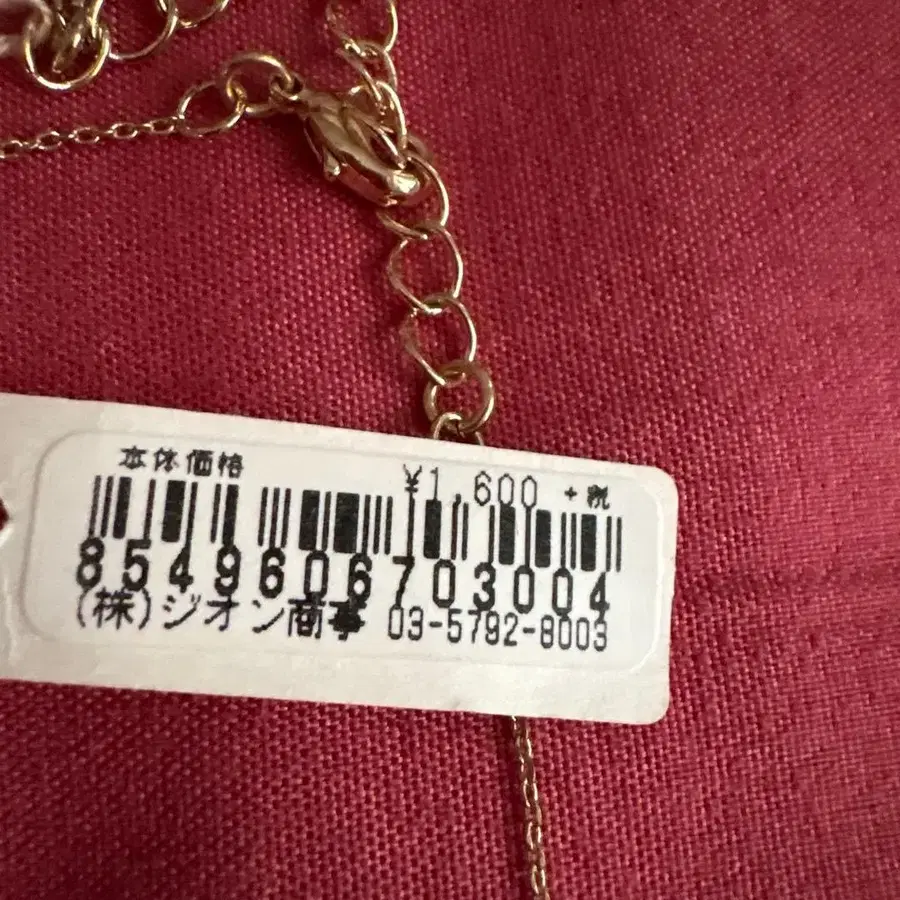 本体価格 ¥1,600 +税
8549606703004
(株)ジオン商事 03-5792-8003